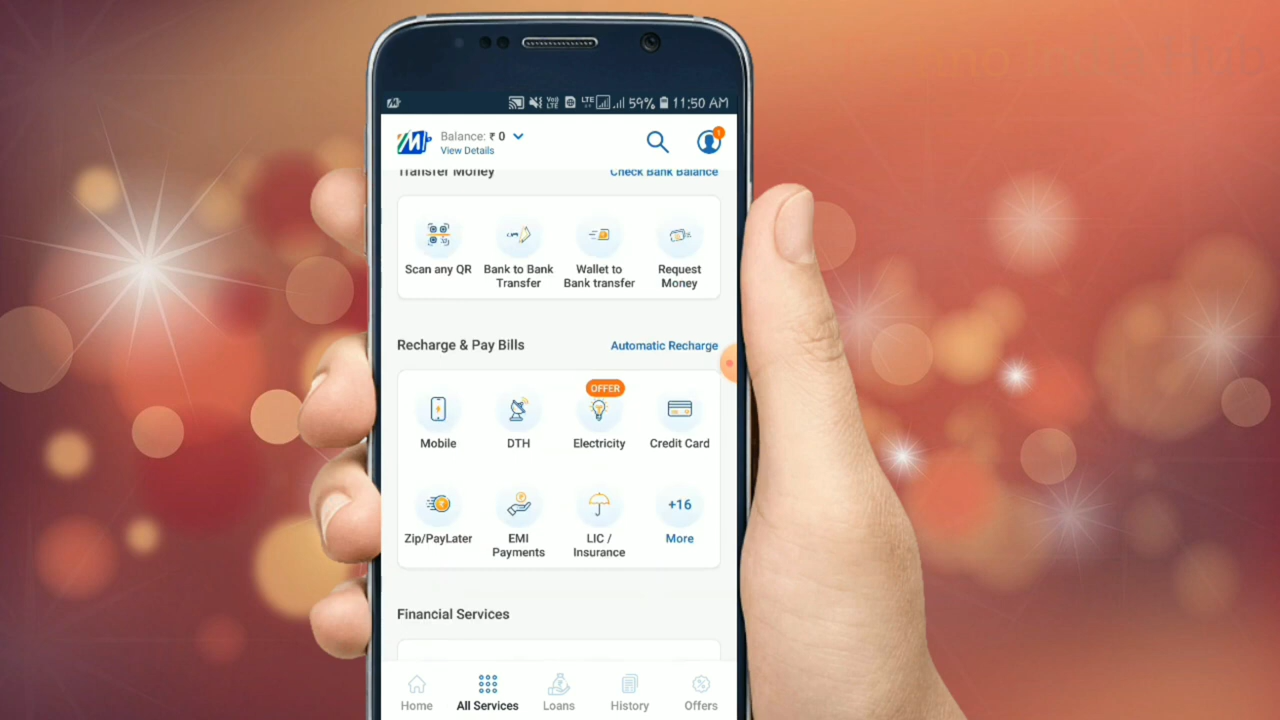 59% 11:50 AM
Balance: ₹ 0
View Details
Transfer Money Check Bank Balance
Scan any QR
Bank to Bank
Transfer
Wallet to
Bank transfer
Request
Money
Recharge & Pay Bills Automatic Recharge
OFFER
Mobile DTH Electricity Credit Card
+16
Zip/PayLater
EMI
Payments
LIC /
Insurance
More
Financial Services
Home All Services Loans History Offers